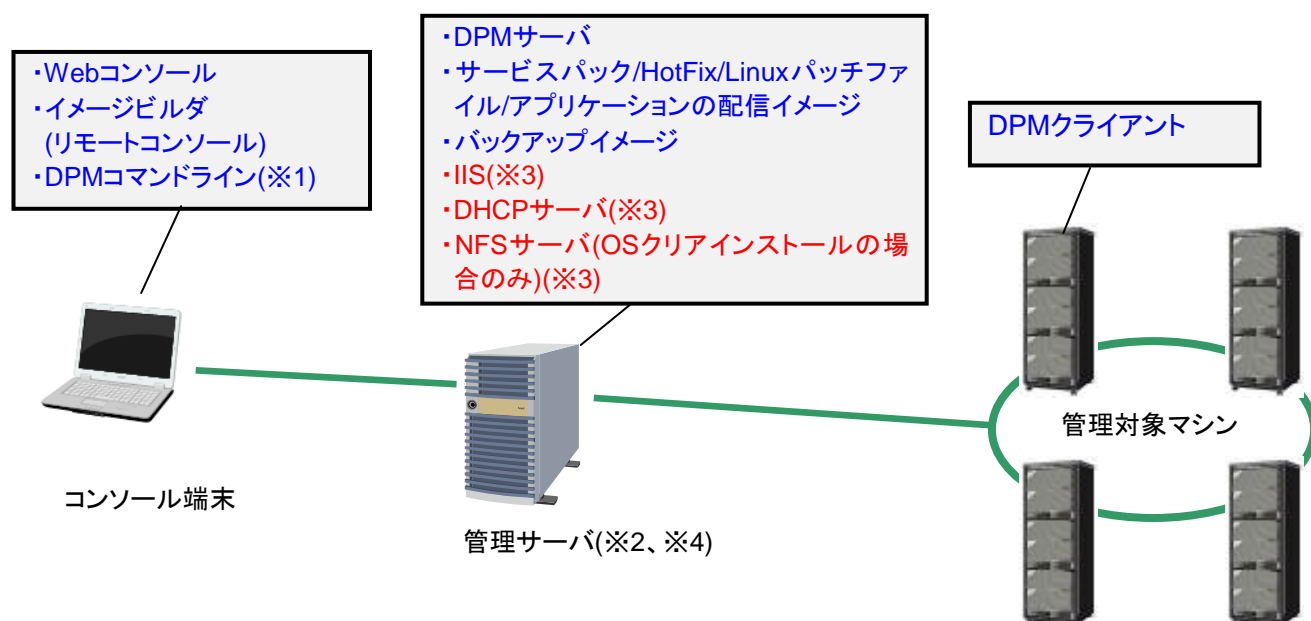 ・Webコンソール
・イメージビルダ
(リモートコンソール)
・DPMコマンドライン(※1)
・DPMサーバ
・サービスパック/HotFix/Linuxパッチファ
イル/アプリケーションの配信イメージ
・バックアップイメージ
・IIS(※3)
・DHCPサーバ(※3)
・NFSサーバ(OSクリアインストールの場
合のみ)(※3)
DPMクライアント
コンソール端末
管理サーバ(※2、※4)
管理対象マシン